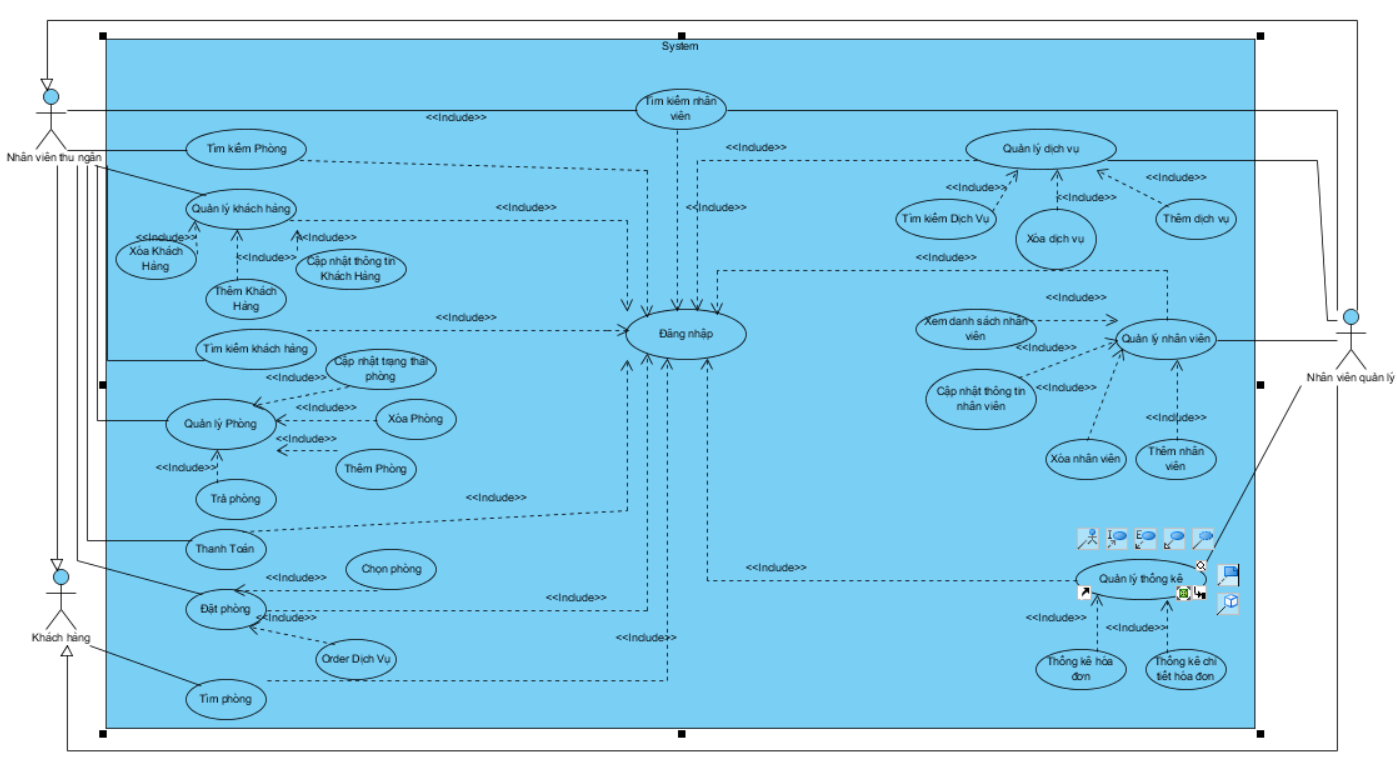 System
Tìm kiếm nhân
viên
<<Include>>
Nhân viên thu ngân
Tìm kiếm Phòng
<<Include>>
Quản lý dịch vụ
<<Include>>
<<Include>>
<<Include>>
Quản lý khách hàng
<<Include>>
<<Include>>
Tìm kiếm Dịch Vụ
Xóa dịch vụ
Thêm dịch vụ
<<Include>>
<<Include>>
Xóa Khách
Hàng
<<Include>>
Cập nhật thông tin
Khách Hàng
<<Include>>
Thêm Khách
Hàng
<<Include>>
<<Include>>
Đăng nhập
Xem danh sách nhân
viên
Quản lý nhân viên
Tìm kiếm khách hàng
<<Include>>
Cập nhật trạng thái
phòng
<<Include>>
<<Include>>
Nhân viên quản lý
Cập nhật thông tin
nhân viên
<<Include>>
Xóa Phòng
Quản lý Phòng
<<Include>>
<<Include>>
Thêm Phòng
<<Include>>
Xóa nhân viên
Thêm nhân
viên
Trả phòng
<<Include>>
Thanh Toán
Chọn phòng
<<Include>>
<<Include>>
Quản lý thống kê
Đặt phòng
<<Include>>
<<Include>>
<<Include>>
<<Include>>
<<Include>>
Khách hàng
Order Dịch Vụ
Thống kê hóa
đơn
Thống kê chi
tiết hóa đơn
Tìm phòng